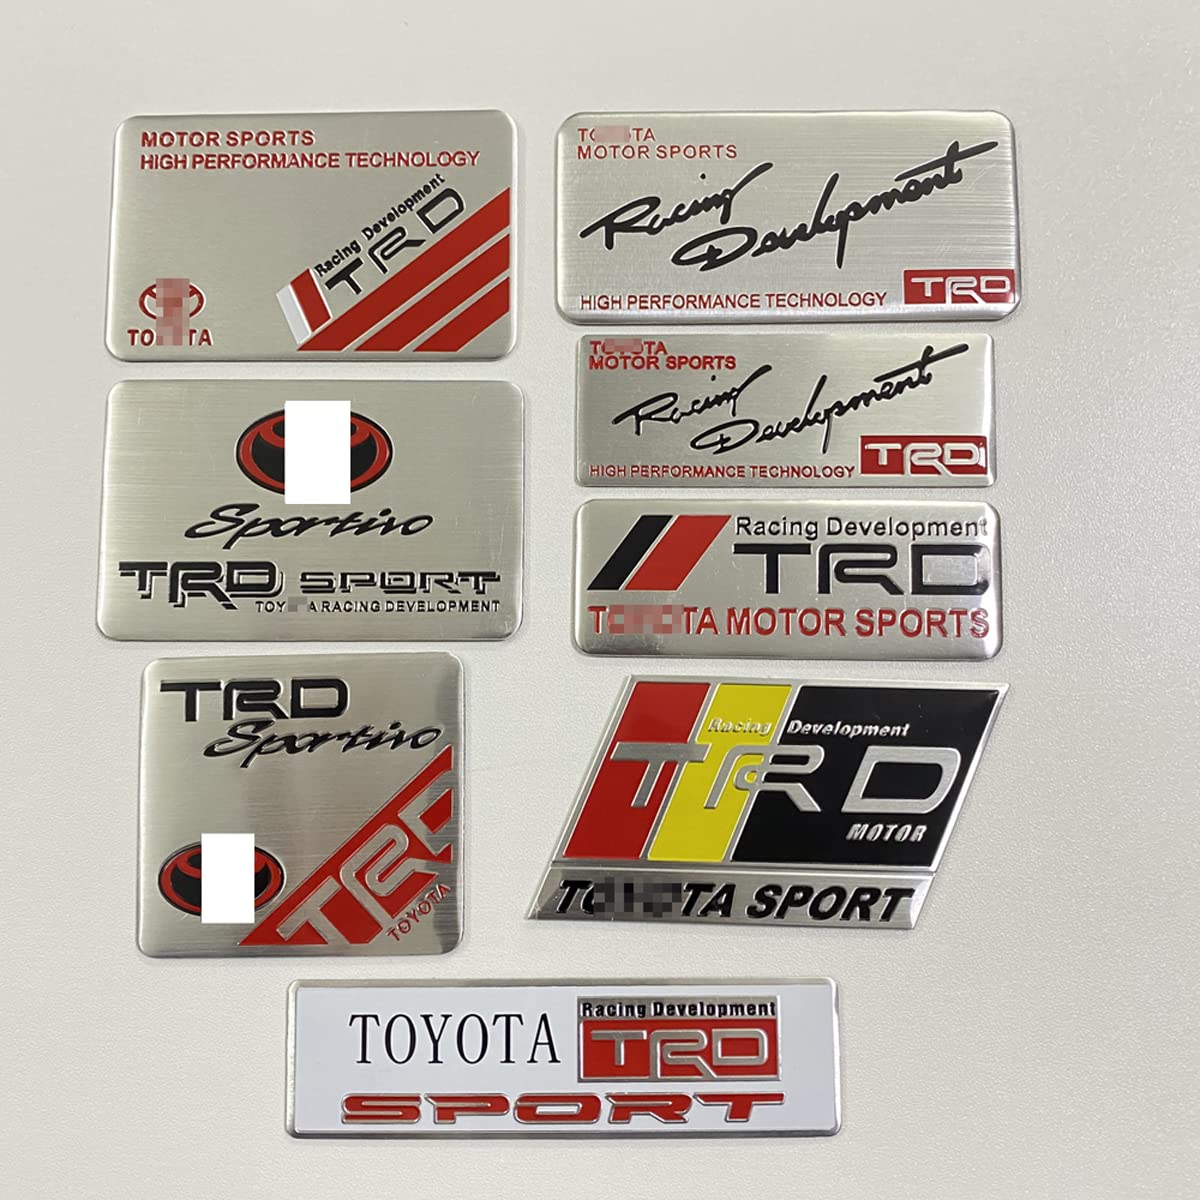 MOTOR SPORTS
HIGH PERFORMANCE TECHNOLOGY
Racing Development
TRD
MOTOR SPORTS
Racing
Development
HIGH PERFORMANCE TECHNOLOGY
TRD
Sportivo
TRD SPORT
RACING DEVELOPMENT
MOTOR SPORTS
Racing
Development
HIGH PERFORMANCE TECHNOLOGY
TRD
Racing Development
TRD
MOTOR SPORTS
TRD
Sportivo
TRD
TOYOTA
Racing Development
TRD
MOTOR
SPORT
TOYOTA
Racing Development
TRD
SPORT